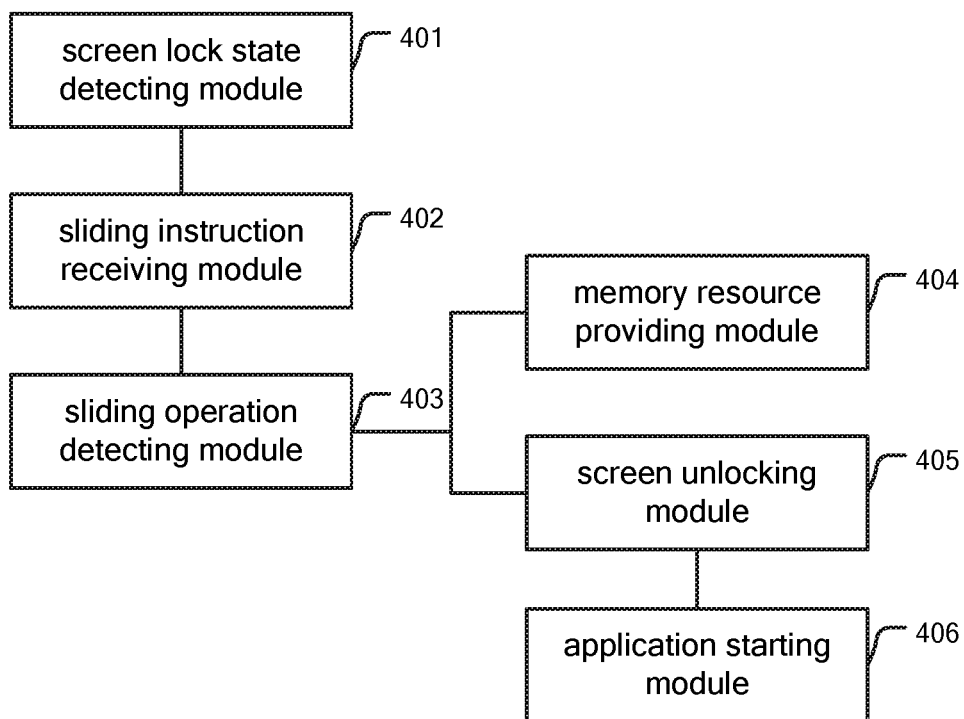 screen lock state
detecting module
401
sliding instruction
receiving module
402
sliding operation
detecting module
403
memory resource
providing module
404
screen unlocking
module
405
application starting
module
406